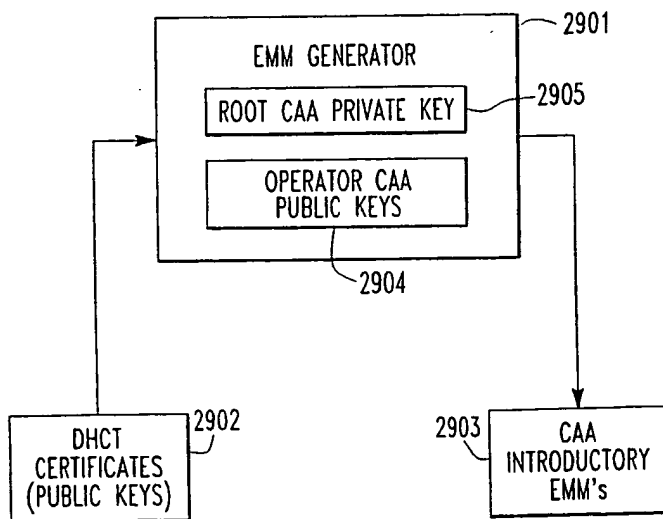 2901
EMM GENERATOR
ROOT CAA PRIVATE KEY
2905
OPERATOR CAA
PUBLIC KEYS
2904
2902
DHCT
CERTIFICATES
(PUBLIC KEYS)
2903
CAA
INTRODUCTORY
EMM's